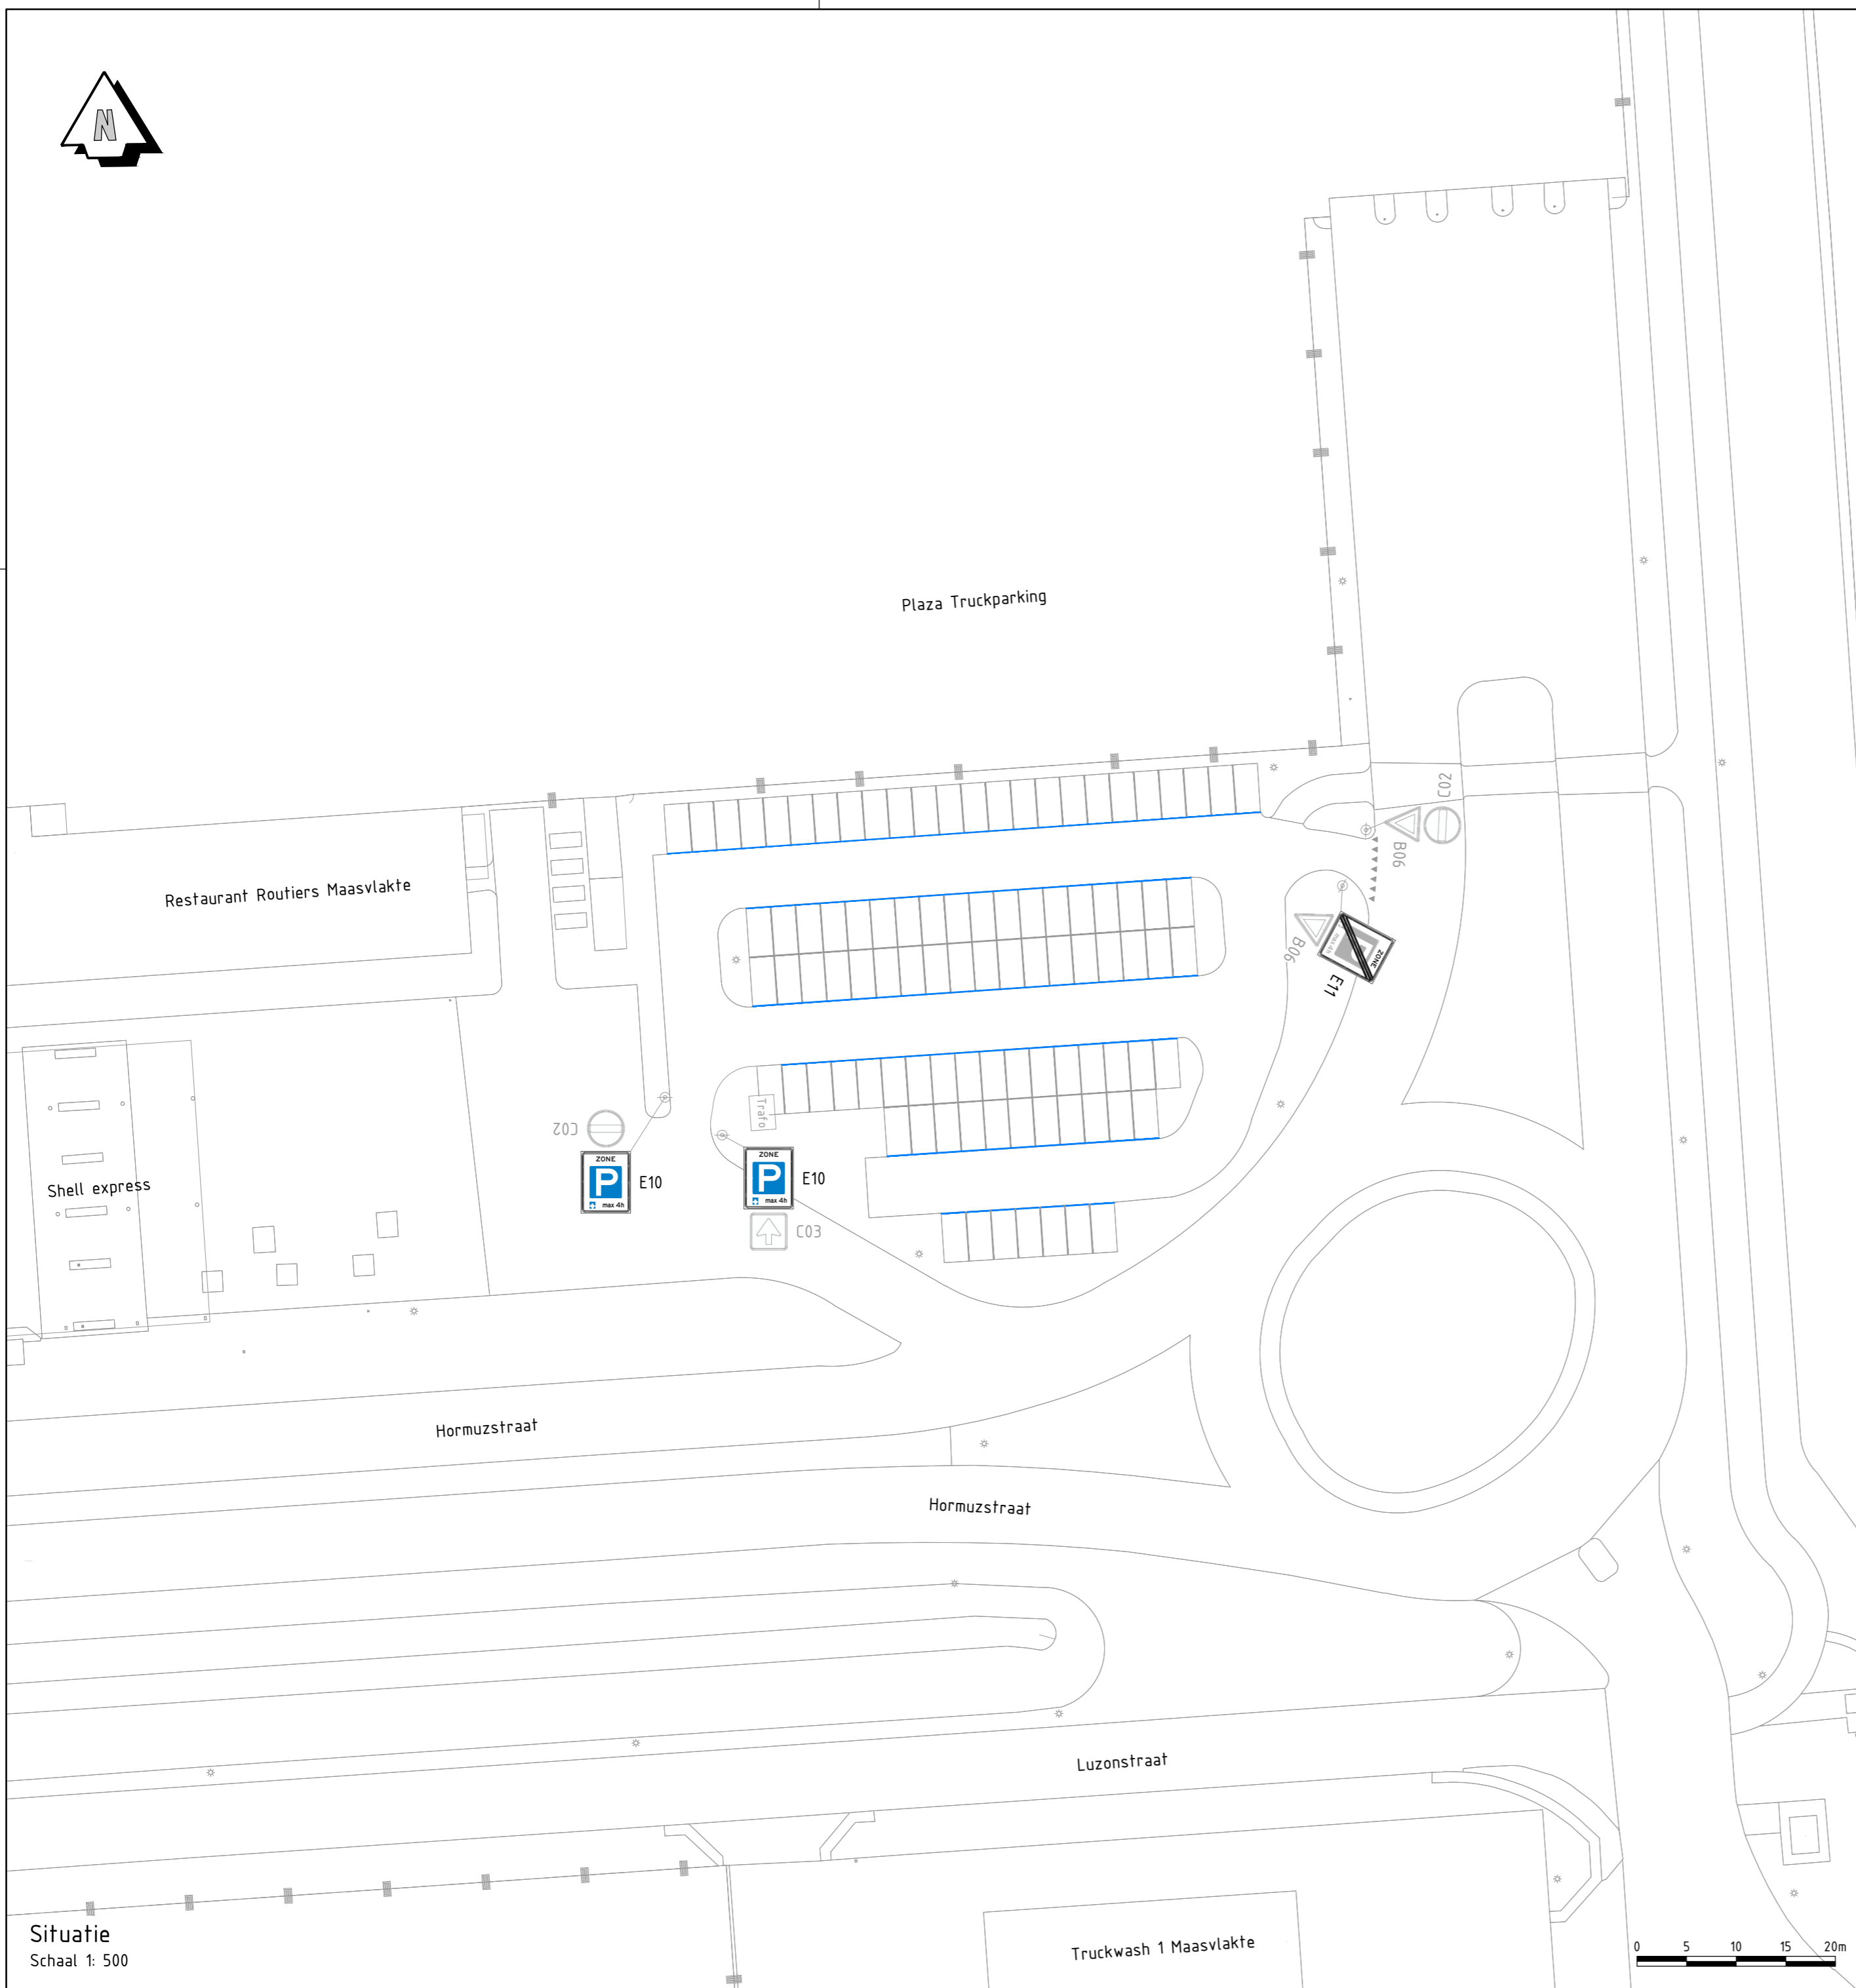 N
Plaza Truckparking
C02
B06
Restaurant Routiers Maasvlakte
B06
ZONE
max 4h
E11
Trafo
C02
ZONE
P
max 4h
E10
ZONE
P
max 4h
E10
C03
Shell express
Hormuzstraat
Hormuzstraat
Luzonstraat
Truckwash 1 Maasvlakte
Situatie
Schaal 1: 500
0 5 10 15 20m